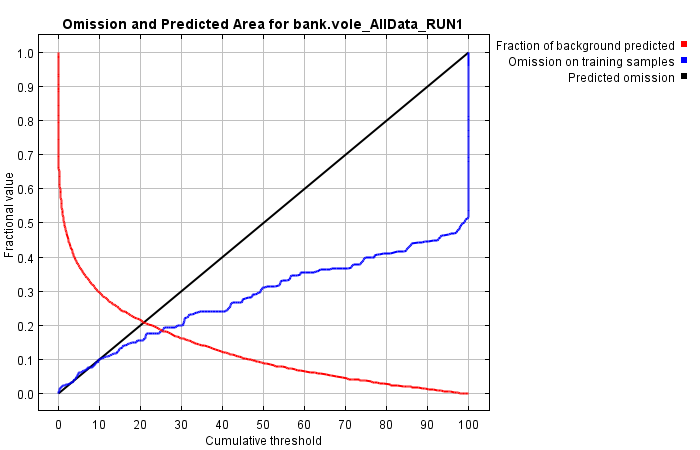 Omission and Predicted Area for bank.vole_AllData_RUN1
Fraction of background predicted
Omission on training samples
Predicted omission
Fractional value
1.0
0.9
0.8
0.7
0.6
0.5
0.4
0.3
0.2
0.1
0.0
0 10 20 30 40 50 60 70 80 90 100
Cumulative threshold